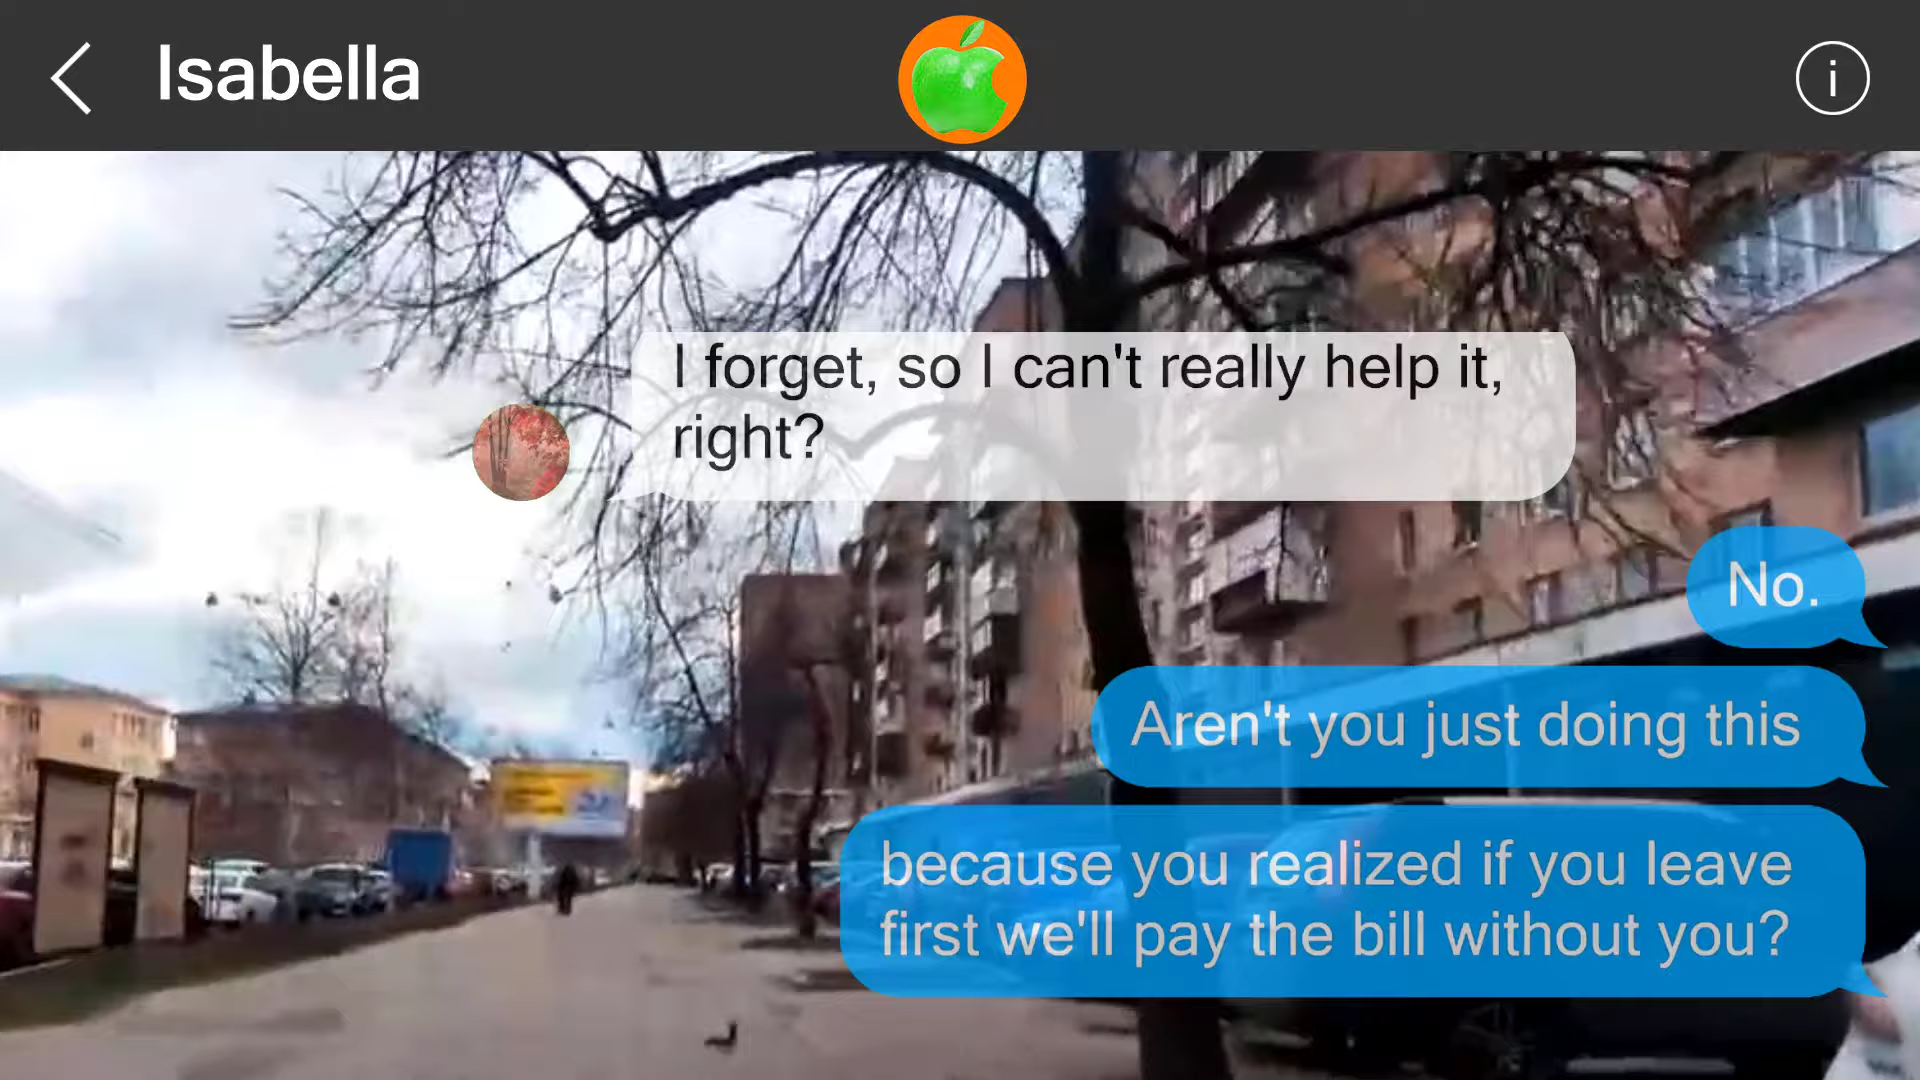 Isabella
i
I forget, so I can't really help it,
right?
No.
Aren't you just doing this
because you realized if you leave
first we'll pay the bill without you?